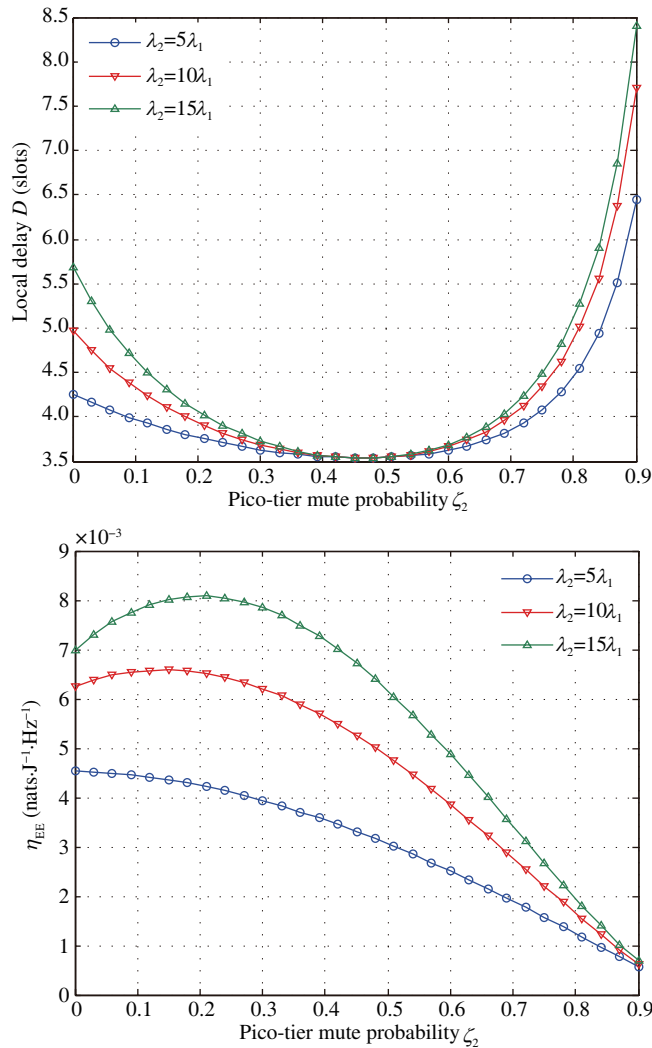 8.5
8.0
7.5
7.0
6.5
6.0
5.5
5.0
4.5
4.0
3.5
Local delay D (slots)
λ2=5λ1
λ2=10λ1
λ2=15λ1
0 0.1 0.2 0.3 0.4 0.5 0.6 0.7 0.8 0.9
Pico-tier mute probability ζ2
×10−3
9
8
7
6
5
4
3
2
1
0
ηEE (nats·J−1·Hz−1)
λ2=5λ1
λ2=10λ1
λ2=15λ1
0 0.1 0.2 0.3 0.4 0.5 0.6 0.7 0.8 0.9
Pico-tier mute probability ζ2